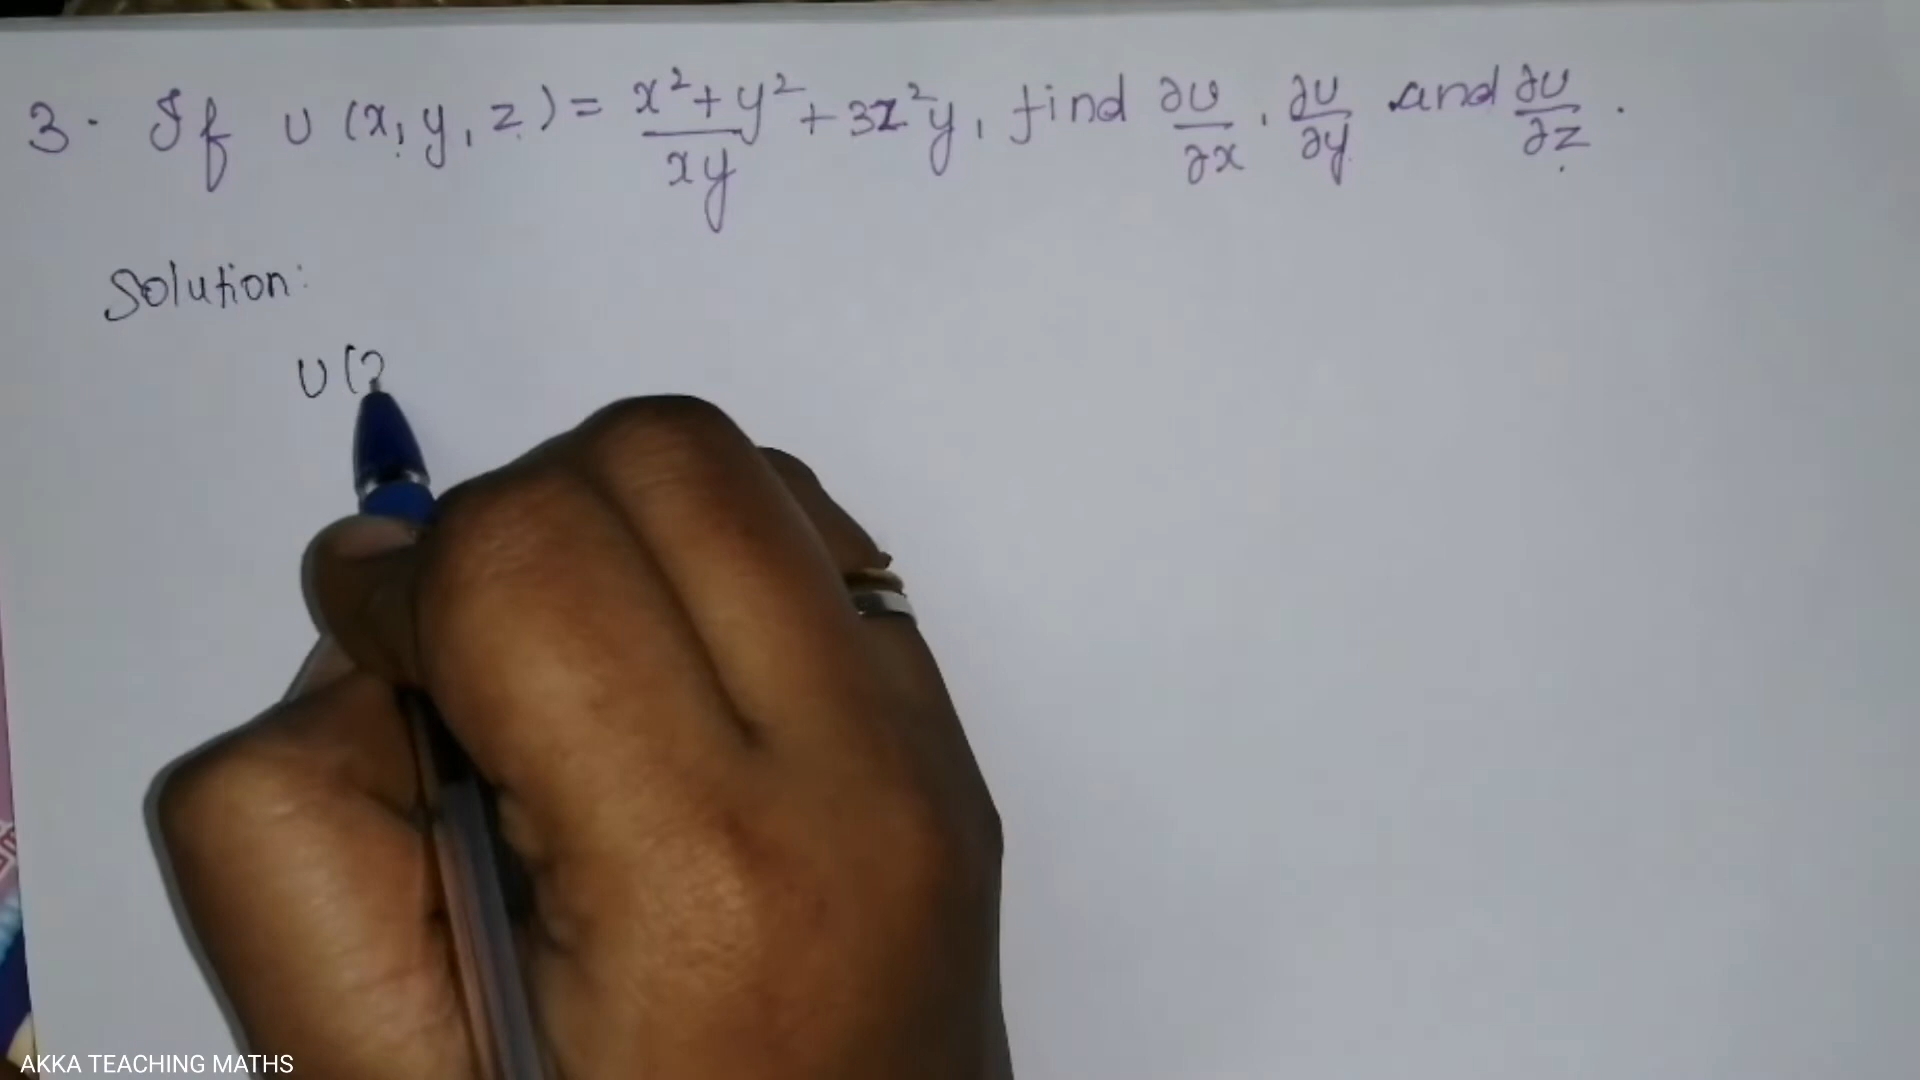 3. If U (x, y, z) = x²+y²/xy + 3z²y, find ∂U/∂x, ∂U/∂y and ∂U/∂z.
Solution:
U (
AKKA TEACHING MATHS